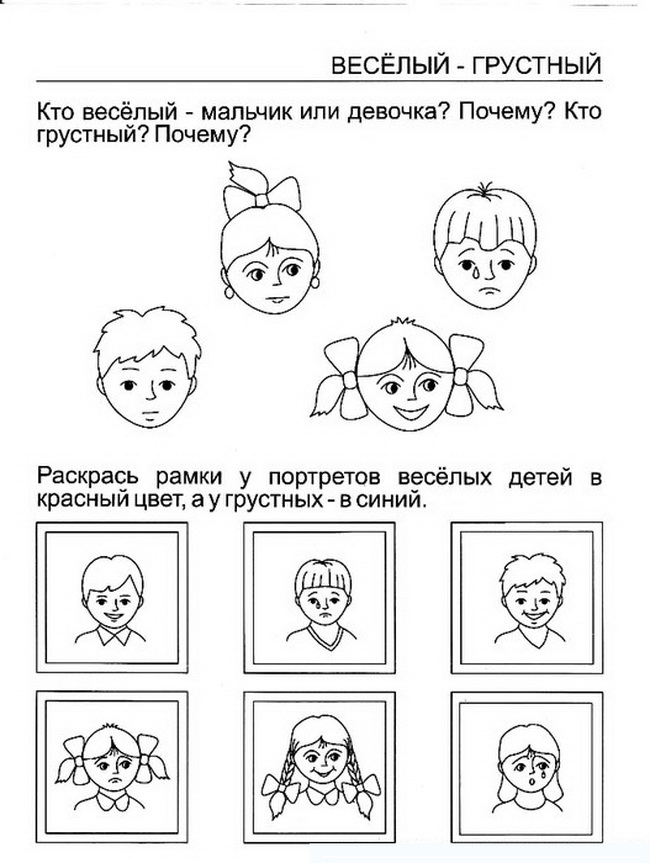 ВЕСЁЛЫЙ - ГРУСТНЫЙ
Кто весёлый - мальчик или девочка? Почему? Кто
грустный? Почему?
Раскрась рамки у портретов весёлых детей в
красный цвет, а у грустных - в синий.